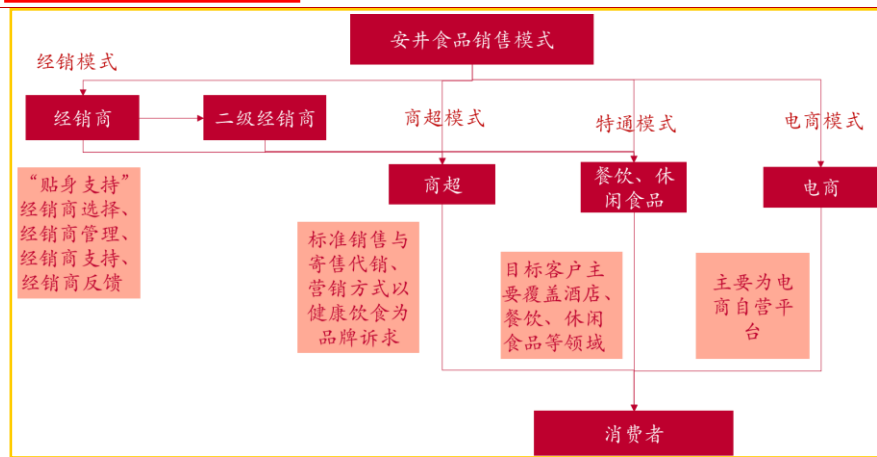 安井食品销售模式
经销模式
经销商
二级经销商
商超模式
特通模式
电商模式
商超
餐饮、休
闲食品
电商
“贴身支持”
经销商选择、
经销商管理、
经销商支持、
经销商反馈
标准销售与
寄售代销、
营销方式以
健康饮食为
品牌诉求
目标客户主
要覆盖酒店、
餐饮、休闲
食品等领域
主要为电
商自营平
台
消费者